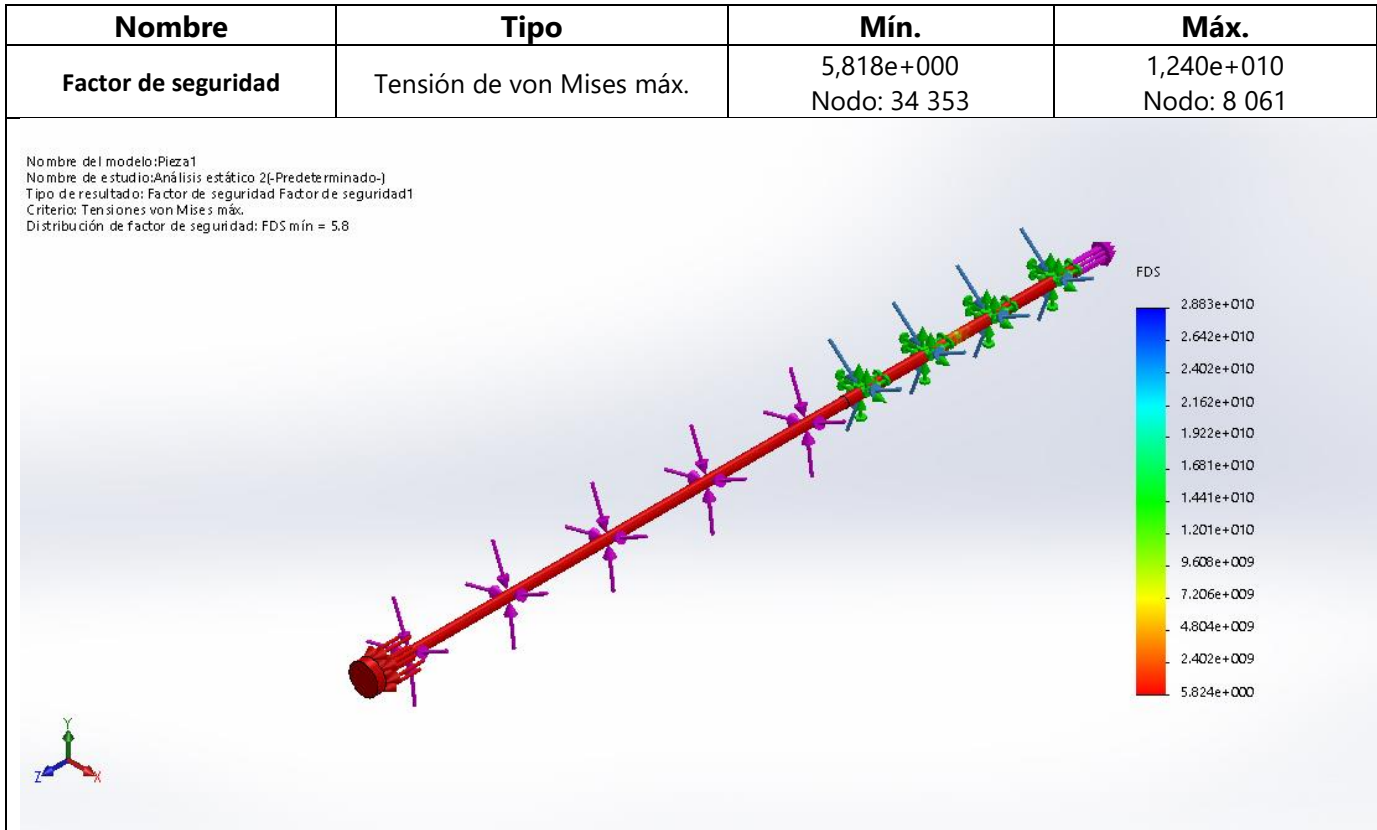 Nombre Tipo Mín. Máx.
Factor de seguridad Tensión de von Mises máx. 5,818e+000 1,240e+010
Nodo: 34 353 Nodo: 8 061
Nombre del modelo:Pieza1
Nombre de estudio:Análisis estático 2(-Predeterminado-)
Tipo de resultado: Factor de seguridad Factor de seguridad1
Criterio: Tensiones von Mises máx.
Distribución de factor de seguridad: FDS mín = 5.8
FDS
2.883e+010
2.642e+010
2.402e+010
2.162e+010
1.922e+010
1.681e+010
1.441e+010
1.201e+010
9.608e+009
7.206e+009
4.804e+009
2.402e+009
5.824e+000
Y
Z X